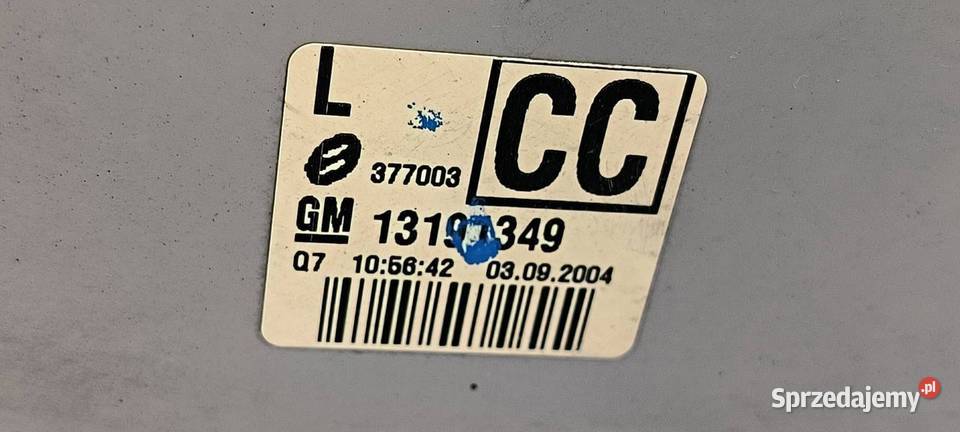 L
CC
377003
GM
Q7 10:56:42 03.09.2004
Sprzedajemy.pl